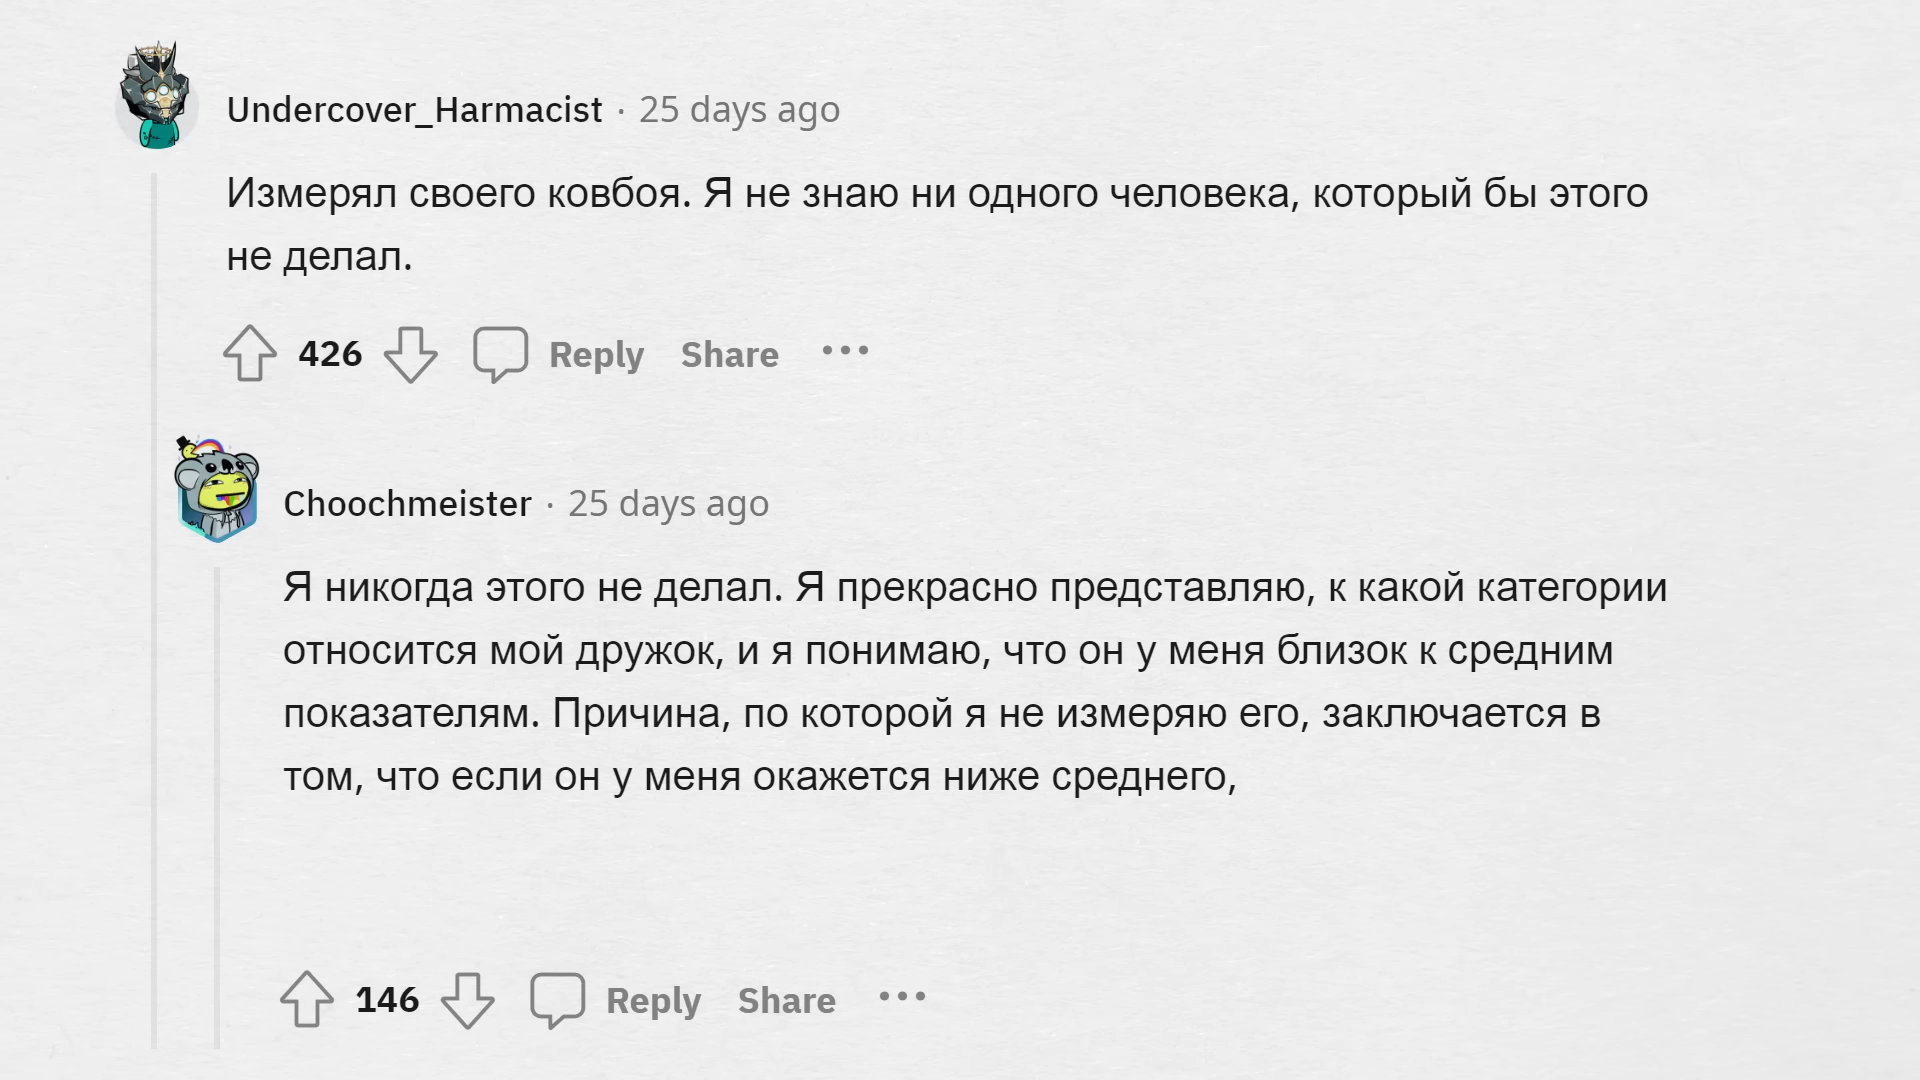 Undercover_Harmacist · 25 days ago
Измерял своего ковбоя. Я не знаю ни одного человека, который бы этого
не делал.
426 Reply Share •••
Choochmeister · 25 days ago
Я никогда этого не делал. Я прекрасно представляю, к какой категории
относится мой дружок, и я понимаю, что он у меня близок к средним
показателям. Причина, по которой я не измеряю его, заключается в
том, что если он у меня окажется ниже среднего,
146 Reply Share •••